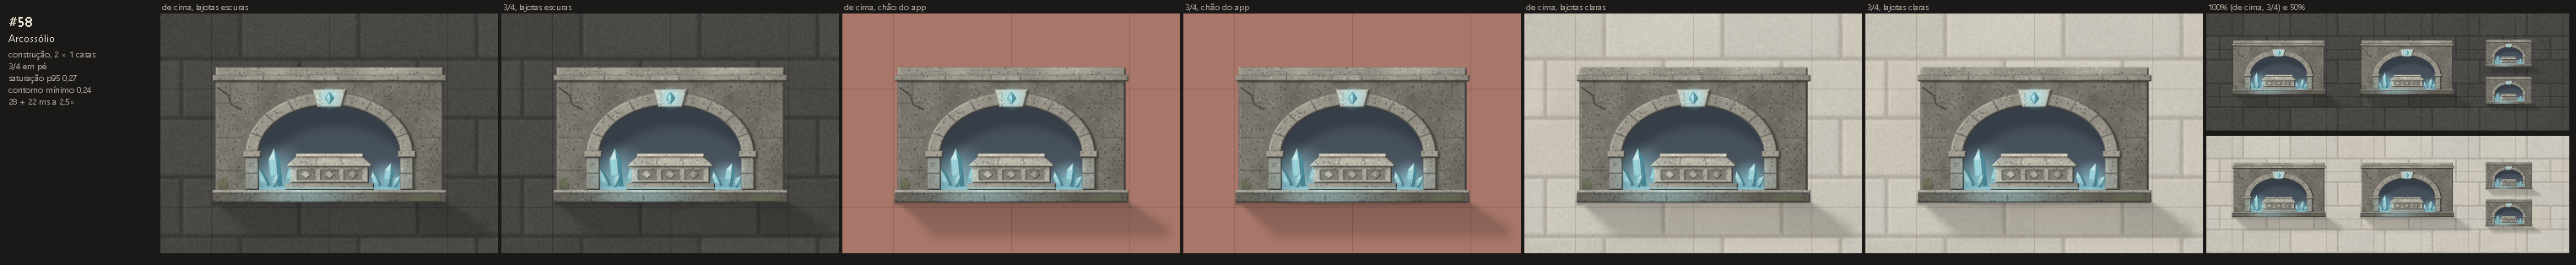 #58
Arcossólio
construção, 2 × 1 casas
3/4 em pé
saturação p95 0,27
contorno mínimo 0,24
28 + 22 ms a 2,5×
de cima, lajotas escuras
3/4, lajotas escuras
de cima, chão do app
3/4, chão do app
de cima, lajotas claras
3/4, lajotas claras
100% (de cima, 3/4) e 50%